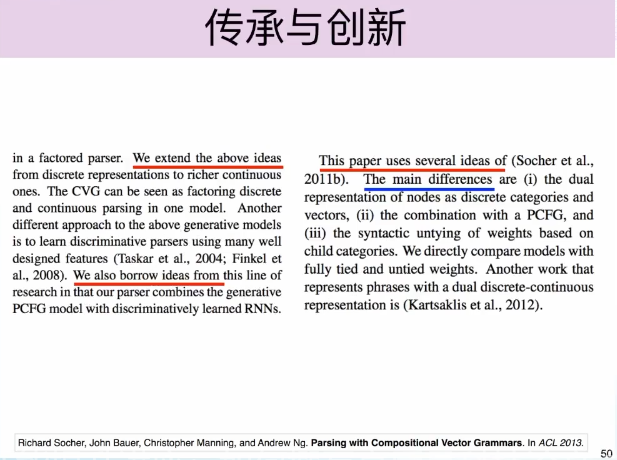 传承与创新
in a factored parser. We extend the above ideas
from discrete representations to richer continuous
ones. The CVG can be seen as factoring discrete
and continuous parsing in one model. Another
different approach to the above generative models
is to learn discriminative parsers using many well
designed features (Taskar et al., 2004; Finkel et
al., 2008). We also borrow ideas from this line of
research in that our parser combines the generative
PCFG model with discriminatively learned RNNs.
This paper uses several ideas of (Socher et al.,
2011b). The main differences are (i) the dual
representation of nodes as discrete categories and
vectors, (ii) the combination with a PCFG, and
(iii) the syntactic untying of weights based on
child categories. We directly compare models with
fully tied and untied weights. Another work that
represents phrases with a dual discrete-continuous
representation is (Kartsaklis et al., 2012).
Richard Socher, John Bauer, Christopher Manning, and Andrew Ng. Parsing with Compositional Vector Grammars. In ACL 2013.
50